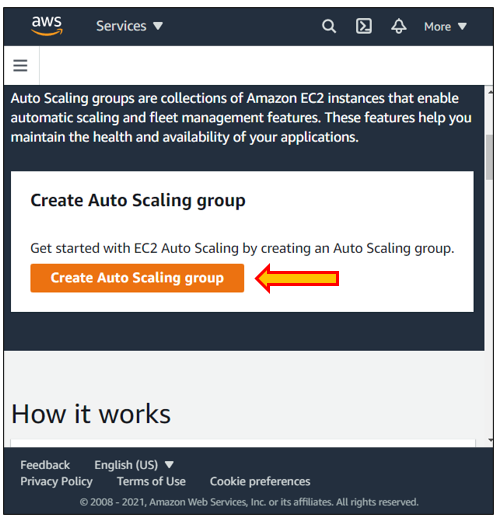 aws Services More
Auto Scaling groups are collections of Amazon EC2 instances that enable
automatic scaling and fleet management features. These features help you
maintain the health and availability of your applications.
Create Auto Scaling group
Get started with EC2 Auto Scaling by creating an Auto Scaling group.
Create Auto Scaling group
How it works
Feedback English (US)
Privacy Policy Terms of Use Cookie preferences
© 2008 - 2021, Amazon Web Services, Inc. or its affiliates. All rights reserved.